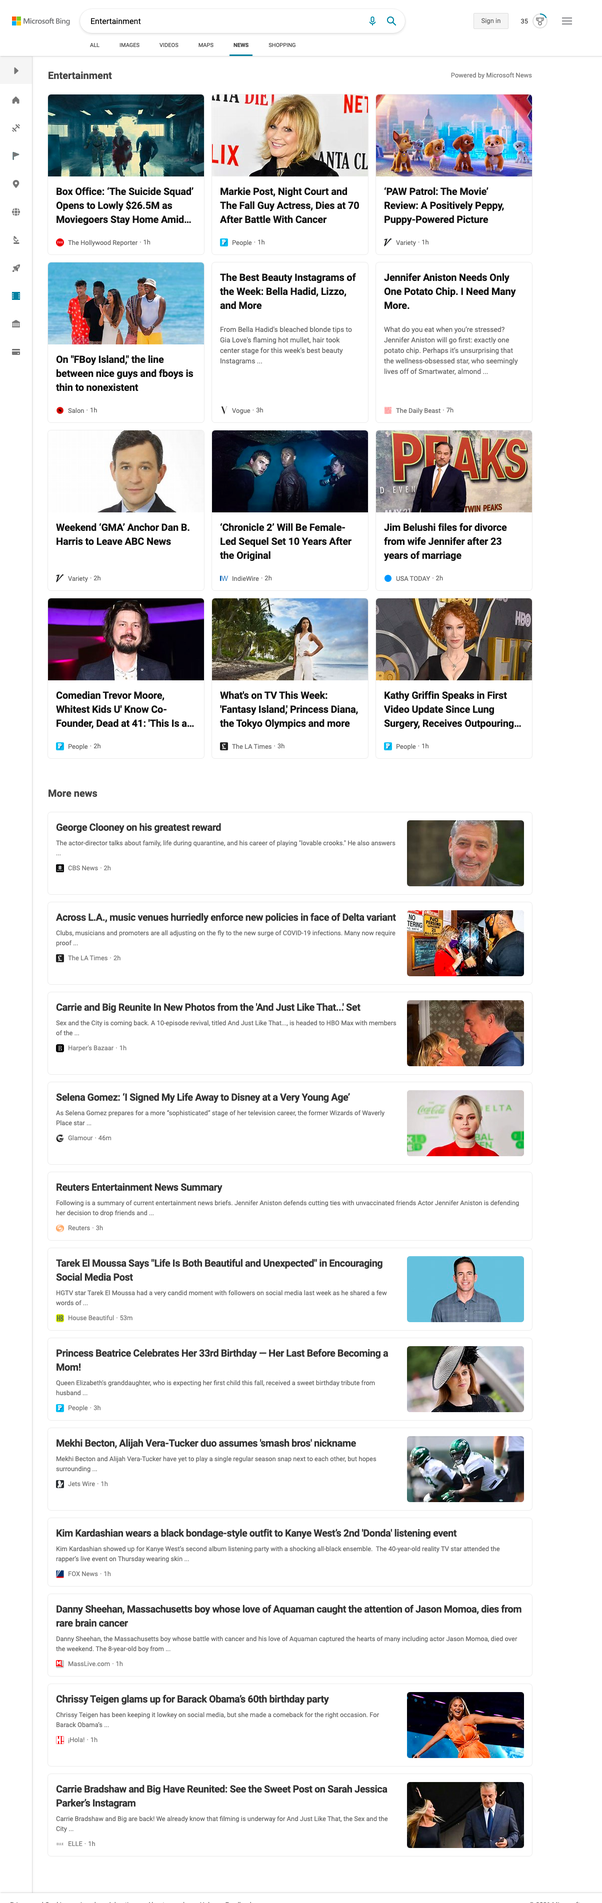 Microsoft Bing
Entertainment
Sign in
35
ALL IMAGES VIDEOS MAPS NEWS SHOPPING
Entertainment
Powered by Microsoft News
NETFLIX
SANTA CL
Box Office: 'The Suicide Squad'
Opens to Lowly $26.5M as
Moviegoers Stay Home Amid...
The Hollywood Reporter · 1h
Markie Post, Night Court and
The Fall Guy Actress, Dies at 70
After Battle With Cancer
People · 1h
'PAW Patrol: The Movie'
Review: A Positively Peppy,
Puppy-Powered Picture
Variety · 1h
On "FBoy Island," the line
between nice guys and fboys is
thin to nonexistent
Salon · 1h
The Best Beauty Instagrams of
the Week: Bella Hadid, Lizzo,
and More
From Bella Hadid's bleached blonde tips to
Gia Love's flaming hot mullet, hair took
center stage for this week's best beauty
Instagrams ...
Vogue · 3h
Jennifer Aniston Needs Only
One Potato Chip. I Need Many
More.
What do you eat when you're stressed?
Jennifer Aniston will go first: exactly one
potato chip. Perhaps it's unsurprising that
the wellness-obsessed star, who seemingly
lives off of Smartwater, almond ...
The Daily Beast · 7h
PEAKS
D-EVEN
TWIN PEAKS
Weekend 'GMA' Anchor Dan B.
Harris to Leave ABC News
Variety · 2h
'Chronicle 2' Will Be Female-
Led Sequel Set 10 Years After
the Original
IndieWire · 2h
Jim Belushi files for divorce
from wife Jennifer after 23
years of marriage
USA TODAY · 2h
HBO
Comedian Trevor Moore,
Whitest Kids U' Know Co-
Founder, Dead at 41: 'This Is a...
People · 2h
What's on TV This Week:
'Fantasy Island,' Princess Diana,
the Tokyo Olympics and more
The LA Times · 3h
Kathy Griffin Speaks in First
Video Update Since Lung
Surgery, Receives Outpouring...
People · 1h
More news
George Clooney on his greatest reward
The actor-director talks about family, life during quarantine, and his career of playing "lovable crooks." He also answers
...
CBS News · 2h
Across L.A., music venues hurriedly enforce new policies in face of Delta variant
Clubs, musicians and promoters are all adjusting on the fly to the new surge of COVID-19 infections. Many now require
proof ...
The LA Times · 2h
Carrie and Big Reunite In New Photos from the 'And Just Like That...' Set
Sex and the City is coming back. A 10-episode revival, titled And Just Like That..., is headed to HBO Max with members
of the ...
Harper's Bazaar · 1h
Selena Gomez: 'I Signed My Life Away to Disney at a Very Young Age'
As Selena Gomez prepares for a more "sophisticated" stage of her television career, the former Wizards of Waverly
Place star ...
Glamour · 46m
Coca-Cola
DELTA
Reuters Entertainment News Summary
Following is a summary of current entertainment news briefs. Jennifer Aniston defends cutting ties with unvaccinated friends Actor Jennifer Aniston is defending
her decision to drop friends and ...
Reuters · 3h
Tarek El Moussa Says "Life Is Both Beautiful and Unexpected" in Encouraging
Social Media Post
HGTV star Tarek El Moussa had a very candid moment with followers on social media last week as he shared a few
words of ...
House Beautiful · 53m
Princess Beatrice Celebrates Her 33rd Birthday — Her Last Before Becoming a
Mom!
Queen Elizabeth's granddaughter, who is expecting her first child this fall, received a sweet birthday tribute from
husband ...
People · 3h
Mekhi Becton, Alijah Vera-Tucker duo assumes 'smash bros' nickname
Mekhi Becton and Alijah Vera-Tucker have yet to play a single regular season snap next to each other, but hopes
surrounding ...
Jets Wire · 1h
Kim Kardashian wears a black bondage-style outfit to Kanye West's 2nd 'Donda' listening event
Kim Kardashian showed up for Kanye West's second album listening party with a shocking all-black ensemble. The 40-year-old reality TV star attended the
rapper's live event on Thursday wearing skin ...
FOX News · 1h
Danny Sheehan, Massachusetts boy whose love of Aquaman caught the attention of Jason Momoa, dies from
rare brain cancer
Danny Sheehan, the Massachusetts boy whose battle with cancer and his love of Aquaman captured the hearts of many including actor Jason Momoa, died over
the weekend. The 8-year-old boy from ...
MassLive.com · 1h
Chrissy Teigen glams up for Barack Obama's 60th birthday party
Chrissy Teigen has been keeping it lowkey on social media, but she made a comeback for the right occasion. For
Barack Obama's ...
¡Hola! · 1h
Carrie Bradshaw and Big Have Reunited: See the Sweet Post on Sarah Jessica
Parker's Instagram
Carrie Bradshaw and Big are back! We already know that filming is underway for And Just Like That, the Sex and the
City ...
ELLE · 1h